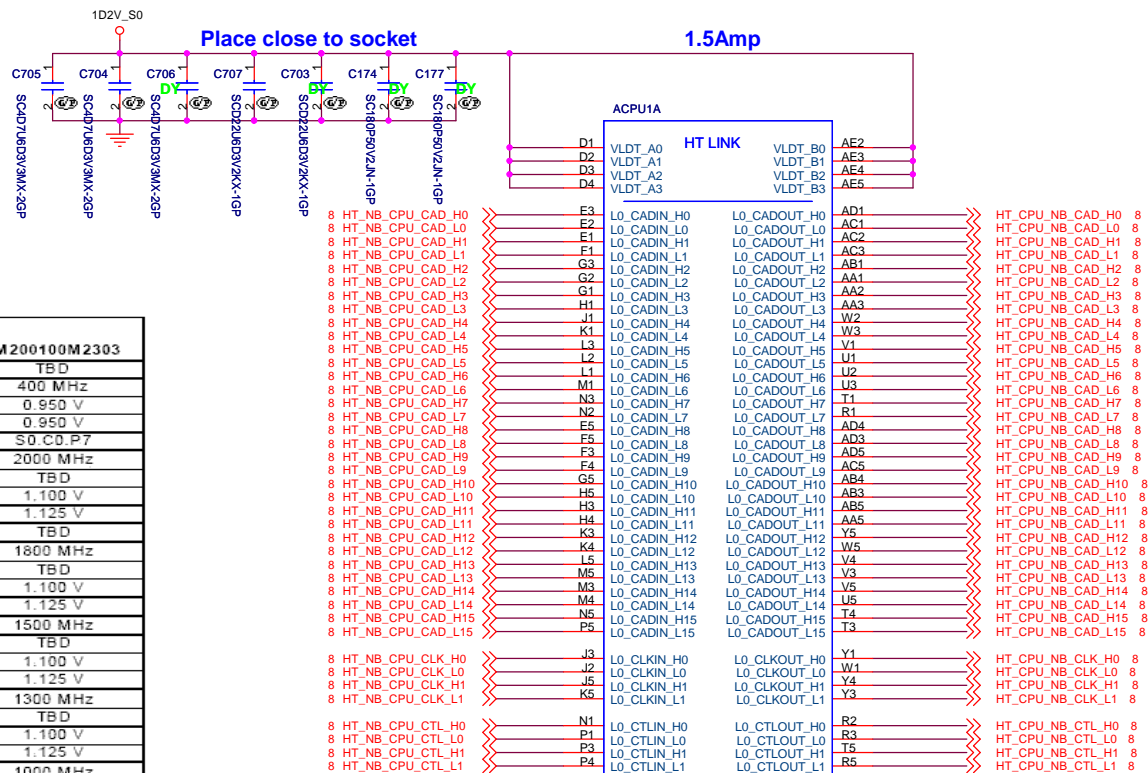 1D2V_S0
Place close to socket
1.5Amp
C705
C704
C706
C707
C703
C174
C177
1
1
1
1
1
1
1
DY
DY
DY
DY
2
2
2
2
2
2
2
SC4D7U6D3V3MX-2GP
SC4D7U6D3V3MX-2GP
SC4D7U6D3V3MX-2GP
SCD22U6D3V2KX-1GP
SCD22U6D3V2KX-1GP
SC180P50V2JN-1GP
SC180P50V2JN-1GP
ACPU1A
HT LINK
D1 VLDT_A0 VLDT_B0 AE2
D2 VLDT_A1 VLDT_B1 AE3
D3 VLDT_A2 VLDT_B2 AE4
D4 VLDT_A3 VLDT_B3 AE5
8 HT_NB_CPU_CAD_H0 E3 L0_CADIN_H0 L0_CADOUT_H0 AD1 HT_CPU_NB_CAD_H0 8
8 HT_NB_CPU_CAD_L0 E2 L0_CADIN_L0 L0_CADOUT_L0 AC1 HT_CPU_NB_CAD_L0 8
8 HT_NB_CPU_CAD_H1 E1 L0_CADIN_H1 L0_CADOUT_H1 AC2 HT_CPU_NB_CAD_H1 8
8 HT_NB_CPU_CAD_L1 F1 L0_CADIN_L1 L0_CADOUT_L1 AC3 HT_CPU_NB_CAD_L1 8
8 HT_NB_CPU_CAD_H2 G3 L0_CADIN_H2 L0_CADOUT_H2 AB1 HT_CPU_NB_CAD_H2 8
8 HT_NB_CPU_CAD_L2 G2 L0_CADIN_L2 L0_CADOUT_L2 AA1 HT_CPU_NB_CAD_L2 8
8 HT_NB_CPU_CAD_H3 G1 L0_CADIN_H3 L0_CADOUT_H3 AA2 HT_CPU_NB_CAD_H3 8
8 HT_NB_CPU_CAD_L3 H1 L0_CADIN_L3 L0_CADOUT_L3 AA3 HT_CPU_NB_CAD_L3 8
8 HT_NB_CPU_CAD_H4 J1 L0_CADIN_H4 L0_CADOUT_H4 W2 HT_CPU_NB_CAD_H4 8
8 HT_NB_CPU_CAD_L4 K1 L0_CADIN_L4 L0_CADOUT_L4 W3 HT_CPU_NB_CAD_L4 8
8 HT_NB_CPU_CAD_H5 L3 L0_CADIN_H5 L0_CADOUT_H5 V1 HT_CPU_NB_CAD_H5 8
8 HT_NB_CPU_CAD_L5 L2 L0_CADIN_L5 L0_CADOUT_L5 U1 HT_CPU_NB_CAD_L5 8
8 HT_NB_CPU_CAD_H6 L1 L0_CADIN_H6 L0_CADOUT_H6 U2 HT_CPU_NB_CAD_H6 8
8 HT_NB_CPU_CAD_L6 M1 L0_CADIN_L6 L0_CADOUT_L6 U3 HT_CPU_NB_CAD_L6 8
8 HT_NB_CPU_CAD_H7 N3 L0_CADIN_H7 L0_CADOUT_H7 T1 HT_CPU_NB_CAD_H7 8
8 HT_NB_CPU_CAD_L7 N2 L0_CADIN_L7 L0_CADOUT_L7 R1 HT_CPU_NB_CAD_L7 8
8 HT_NB_CPU_CAD_H8 E5 L0_CADIN_H8 L0_CADOUT_H8 AD4 HT_CPU_NB_CAD_H8 8
8 HT_NB_CPU_CAD_L8 F5 L0_CADIN_L8 L0_CADOUT_L8 AD3 HT_CPU_NB_CAD_L8 8
8 HT_NB_CPU_CAD_H9 F3 L0_CADIN_H9 L0_CADOUT_H9 AD5 HT_CPU_NB_CAD_H9 8
8 HT_NB_CPU_CAD_L9 F4 L0_CADIN_L9 L0_CADOUT_L9 AC5 HT_CPU_NB_CAD_L9 8
8 HT_NB_CPU_CAD_H10 G5 L0_CADIN_H10 L0_CADOUT_H10 AB4 HT_CPU_NB_CAD_H10 8
8 HT_NB_CPU_CAD_L10 H5 L0_CADIN_L10 L0_CADOUT_L10 AB3 HT_CPU_NB_CAD_L10 8
8 HT_NB_CPU_CAD_H11 H3 L0_CADIN_H11 L0_CADOUT_H11 AB5 HT_CPU_NB_CAD_H11 8
8 HT_NB_CPU_CAD_L11 H4 L0_CADIN_L11 L0_CADOUT_L11 AA5 HT_CPU_NB_CAD_L11 8
8 HT_NB_CPU_CAD_H12 K3 L0_CADIN_H12 L0_CADOUT_H12 Y5 HT_CPU_NB_CAD_H12 8
8 HT_NB_CPU_CAD_L12 K4 L0_CADIN_L12 L0_CADOUT_L12 W5 HT_CPU_NB_CAD_L12 8
8 HT_NB_CPU_CAD_H13 L5 L0_CADIN_H13 L0_CADOUT_H13 V4 HT_CPU_NB_CAD_H13 8
8 HT_NB_CPU_CAD_L13 M5 L0_CADIN_L13 L0_CADOUT_L13 V3 HT_CPU_NB_CAD_L13 8
8 HT_NB_CPU_CAD_H14 M3 L0_CADIN_H14 L0_CADOUT_H14 V5 HT_CPU_NB_CAD_H14 8
8 HT_NB_CPU_CAD_L14 M4 L0_CADIN_L14 L0_CADOUT_L14 U5 HT_CPU_NB_CAD_L14 8
8 HT_NB_CPU_CAD_H15 N5 L0_CADIN_H15 L0_CADOUT_H15 T4 HT_CPU_NB_CAD_H15 8
8 HT_NB_CPU_CAD_L15 P5 L0_CADIN_L15 L0_CADOUT_L15 T3 HT_CPU_NB_CAD_L15 8
8 HT_NB_CPU_CLK_H0 J3 L0_CLKIN_H0 L0_CLKOUT_H0 Y1 HT_CPU_NB_CLK_H0 8
8 HT_NB_CPU_CLK_L0 J2 L0_CLKIN_L0 L0_CLKOUT_L0 W1 HT_CPU_NB_CLK_L0 8
8 HT_NB_CPU_CLK_H1 J5 L0_CLKIN_H1 L0_CLKOUT_H1 Y4 HT_CPU_NB_CLK_H1 8
8 HT_NB_CPU_CLK_L1 K5 L0_CLKIN_L1 L0_CLKOUT_L1 Y3 HT_CPU_NB_CLK_L1 8
8 HT_NB_CPU_CTL_H0 N1 L0_CTLIN_H0 L0_CTLOUT_H0 R2 HT_CPU_NB_CTL_H0 8
8 HT_NB_CPU_CTL_L0 P1 L0_CTLIN_L0 L0_CTLOUT_L0 R3 HT_CPU_NB_CTL_L0 8
8 HT_NB_CPU_CTL_H1 P3 L0_CTLIN_H1 L0_CTLOUT_H1 T5 HT_CPU_NB_CTL_H1 8
8 HT_NB_CPU_CTL_L1 P4 L0_CTLIN_L1 L0_CTLOUT_L1 R5 HT_CPU_NB_CTL_L1 8
M200100M2303
TBD
400 MHz
0.950 V
0.950 V
S0.C0.P7
2000 MHz
TBD
1.100 V
1.125 V
TBD
1800 MHz
TBD
1.100 V
1.125 V
1500 MHz
TBD
1.100 V
1.125 V
1300 MHz
TBD
1.100 V
1.125 V
1000 MHz